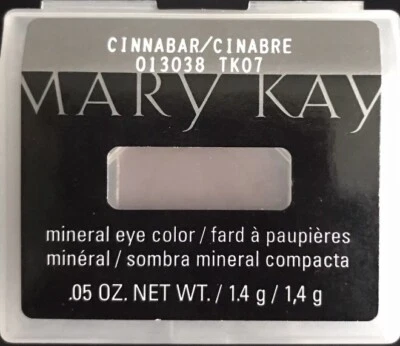 CINNABAR/CINABRE
013038 TK07
MARY KAY
mineral eye color / fard à paupières
minéral / sombra mineral compacta
.05 OZ. NET WT. / 1.4 g / 1,4 g